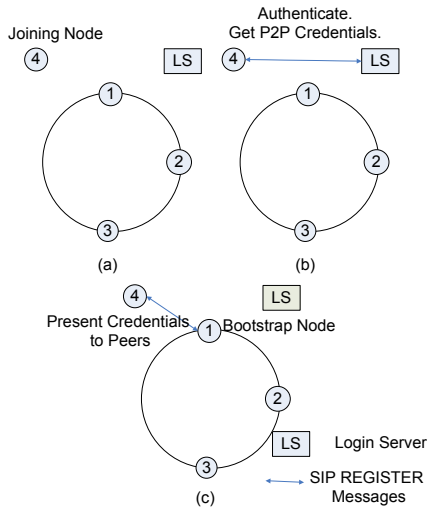 Joining Node
4
LS
1
2
3
(a)
Authenticate.
Get P2P Credentials.
4
LS
1
2
3
(b)
4
LS
Present Credentials
to Peers
1
Bootstrap Node
2
LS
Login Server
3
SIP REGISTER
Messages
(c)